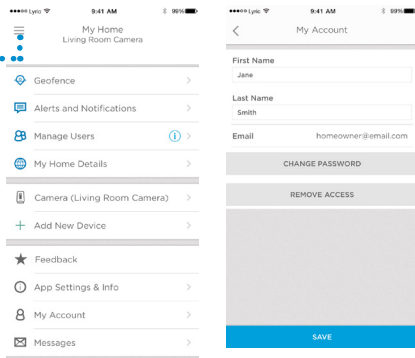 Lyric 9:41 AM 99%
My Home
Living Room Camera
Geofence
Alerts and Notifications
Manage Users
My Home Details
Camera (Living Room Camera)
Add New Device
Feedback
App Settings & Info
My Account
Messages
Lyric 9:41 AM 99%
My Account
First Name
Jane
Last Name
Smith
Email homeowner@email.com
CHANGE PASSWORD
REMOVE ACCESS
SAVE